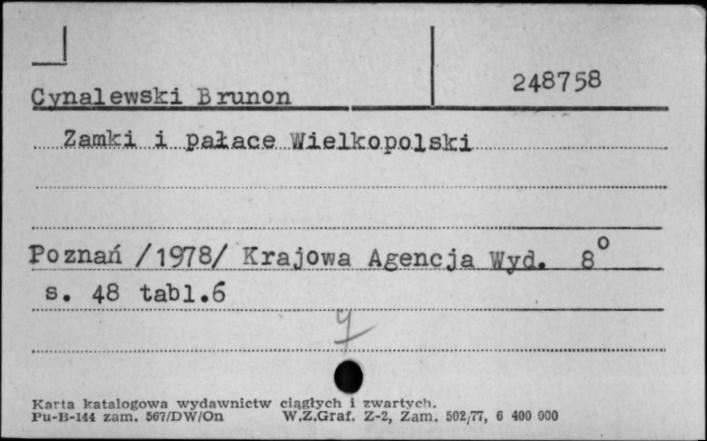 248758
Cynalewski Brunon
Zamki i pałace Wielkopolski
Poznań /1978/ Krajowa Agencja Wyd. 8°
s. 48 tabl.6
y
Karta katalogowa wydawnictw ciągłych i zwartych.
Pu-B-144 zam. 567/DW/On W.Z.Graf. Z-2, Zam. 502/77, 6 400 000